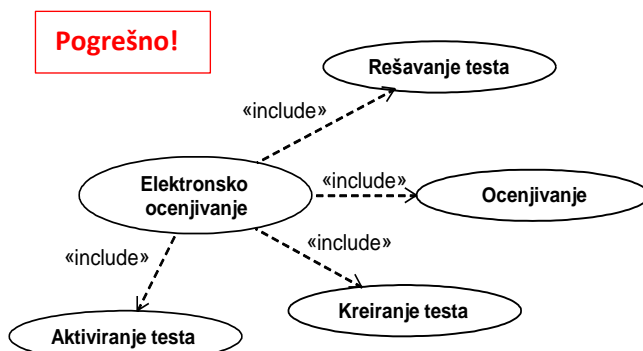 Pogrešno!
Rešavanje testa
«include»
Elektronsko
ocenjivanje
«include»
Ocenjivanje
«include»
«include»
Kreiranje testa
Aktiviranje testa